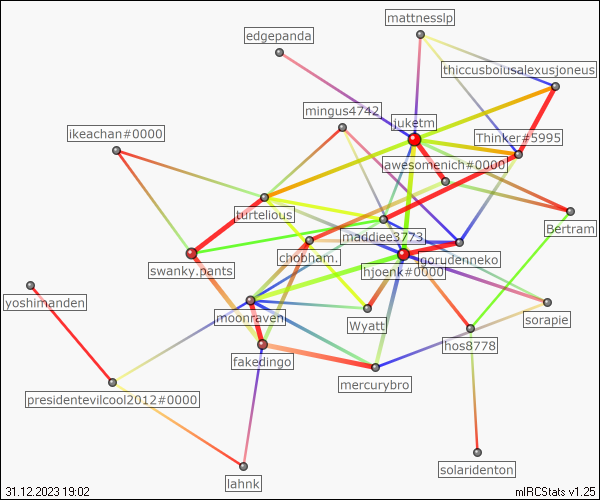 mattnesslp
edgepanda
thiccusboiusalexusjoneus
mingus4742
juketm
ikeachan#0000
Thinker#5995
awesomenich#0000
turtelious
Bertram
maddiee3773
chobham.
igorudenneko
swanky.pants
hjoenk#0000
yoshimanden
moonraven
Wyatt
sorapie
hos8778
fakedingo
mercurybro
presidentevilcool2012#0000
solaridenton
lahnk
31.12.2023 19:02
mIRCStats v1.25